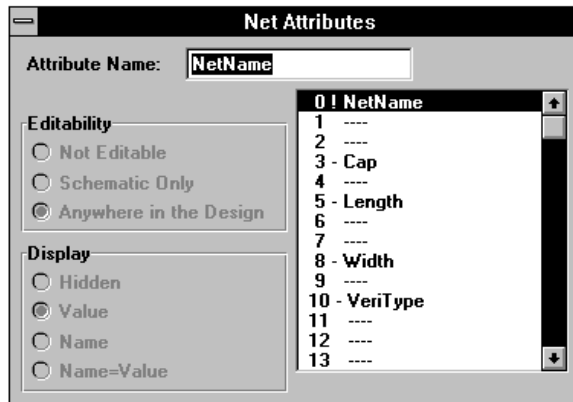 Net Attributes
Attribute Name: NetName
Editability
Not Editable
Schematic Only
Anywhere in the Design
Display
Hidden
Value
Name
Name=Value
0 ! NetName
1 ----
2 ----
3 - Cap
4 ----
5 - Length
6 ----
7 ----
8 - Width
9 ----
10 - VeriType
11 ----
12 ----
13 ----